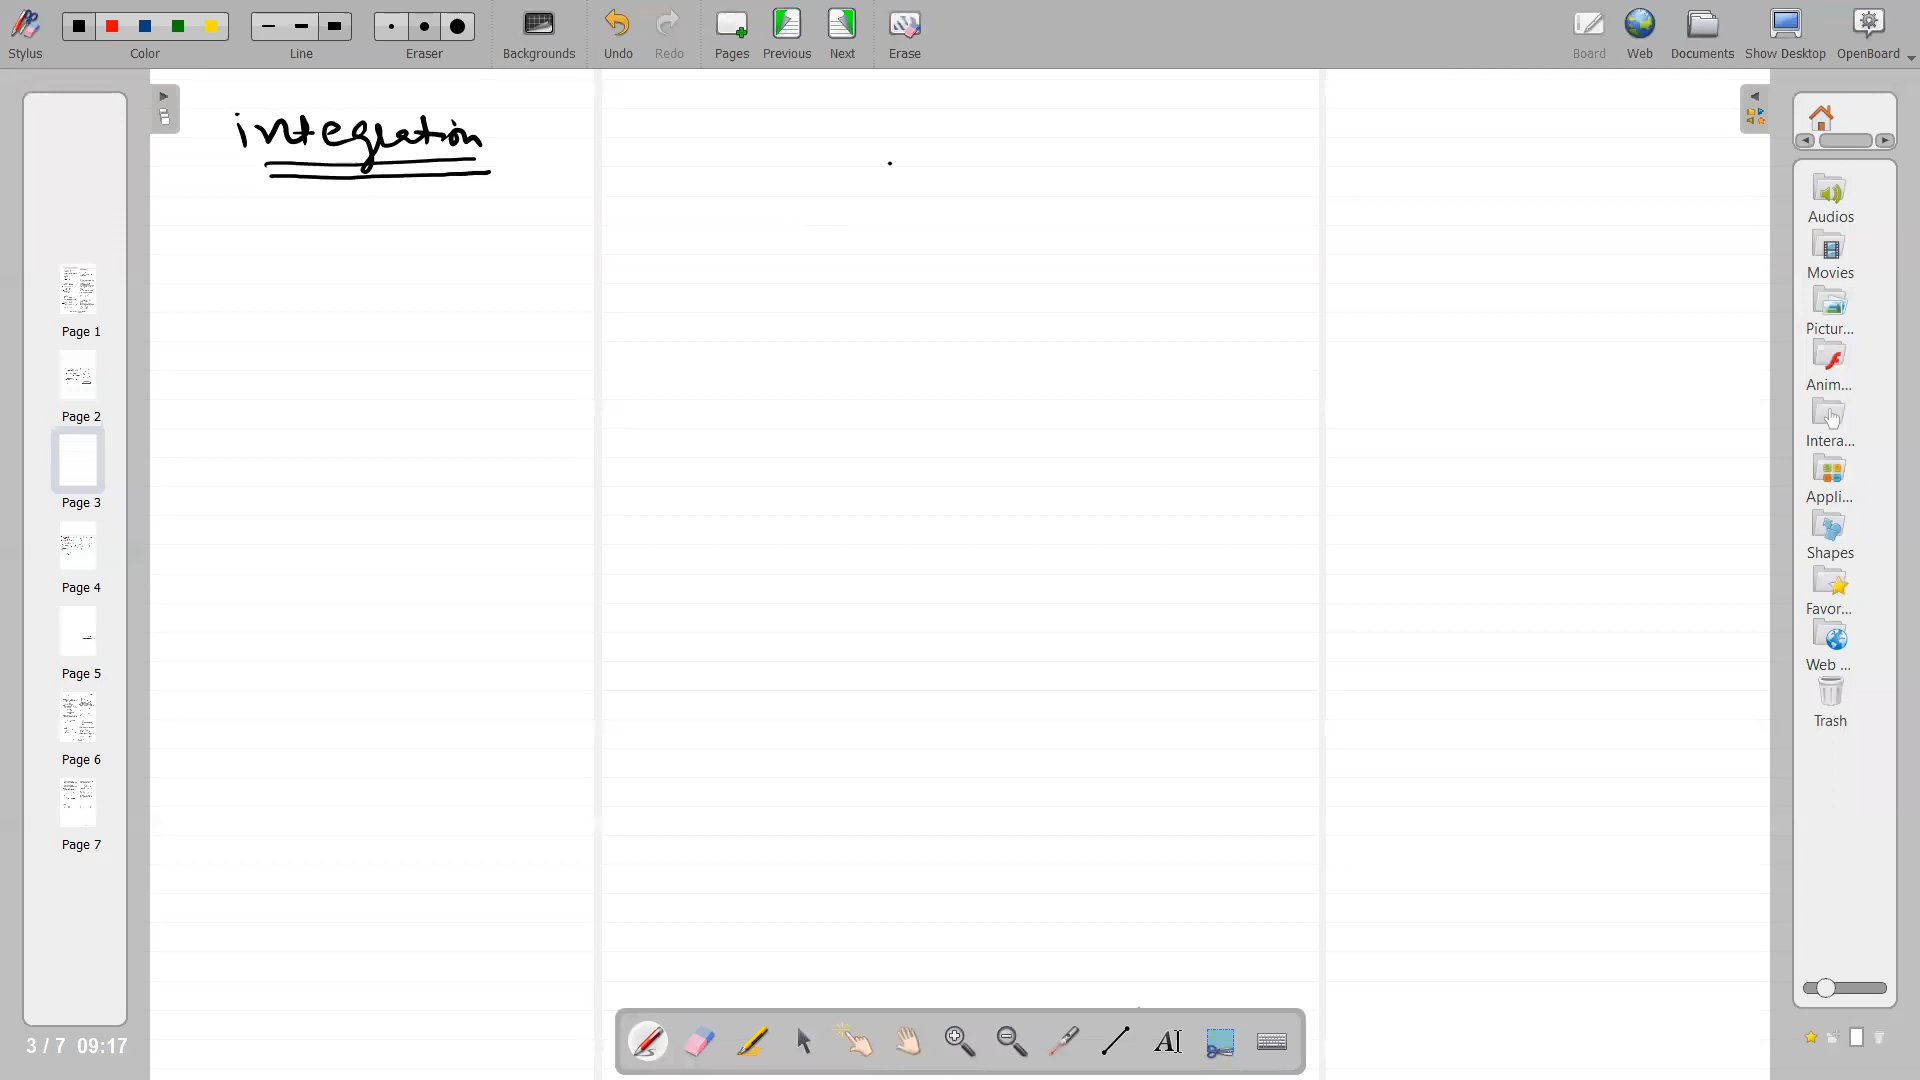 Stylus
Color
Line
Eraser
Backgrounds
Undo
Redo
Pages
Previous
Next
Erase
Board
Web
Documents
Show Desktop
OpenBoard
integration
Page 1
Page 2
Page 3
Page 4
Page 5
Page 6
Page 7
3 / 7 09:17
Audios
Movies
Pictur...
Anim...
Intera...
Appli...
Shapes
Favor...
Web ...
Trash